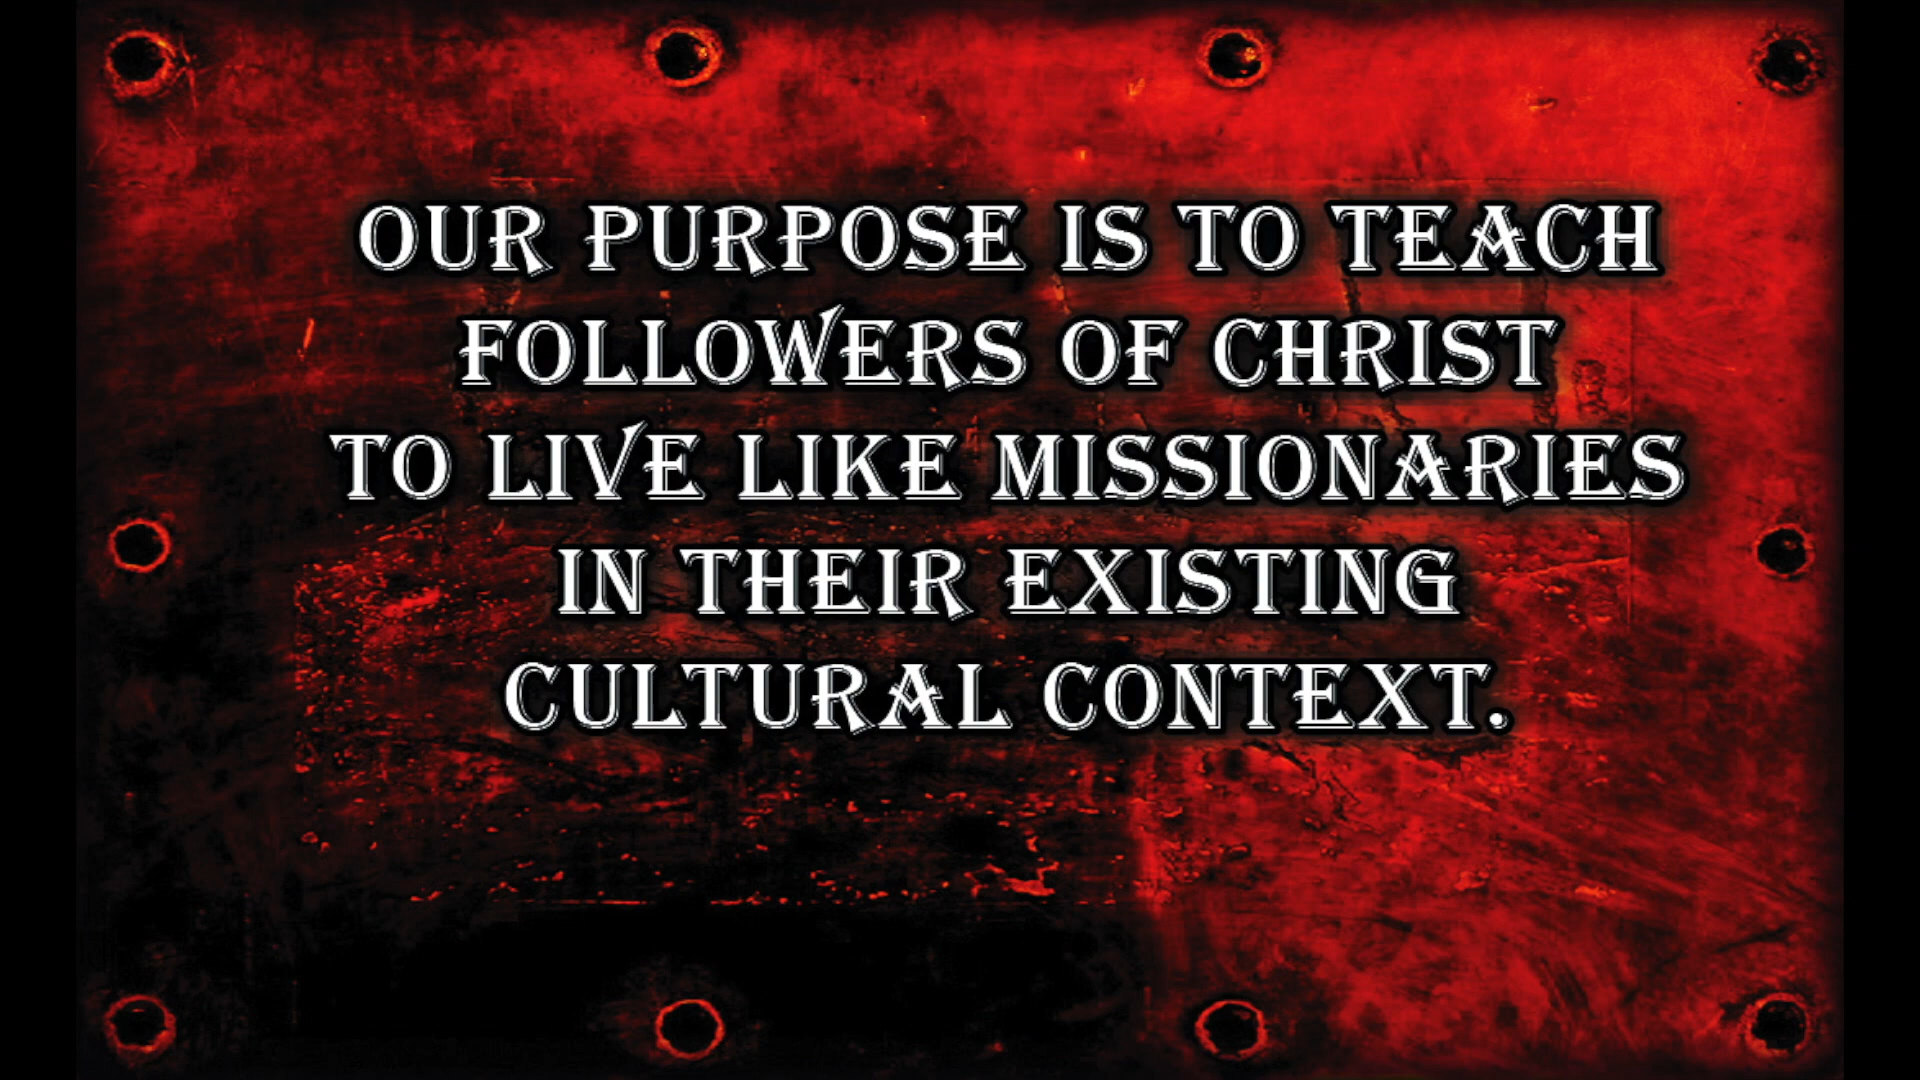 OUR PURPOSE IS TO TEACH
FOLLOWERS OF CHRIST
TO LIVE LIKE MISSIONARIES
IN THEIR EXISTING
CULTURAL CONTEXT.